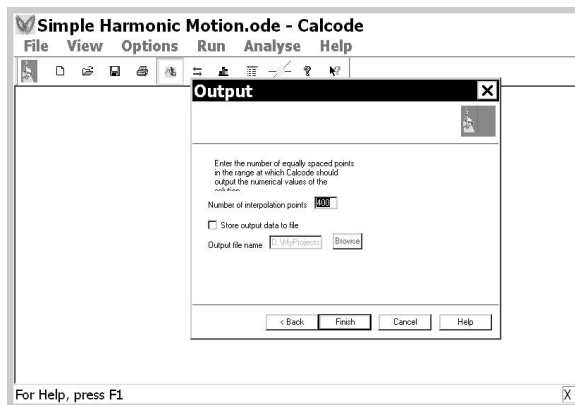 Simple Harmonic Motion.ode - Calcode
File View Options Run Analyse Help
Output
Enter the number of equally spaced points
in the range at which Calcode should
output the numerical values of the
solution
Number of interpolation points 400
Store output data to file
Output file name D:\MyProjects Browse
< Back Finish Cancel Help
For Help, press F1 X